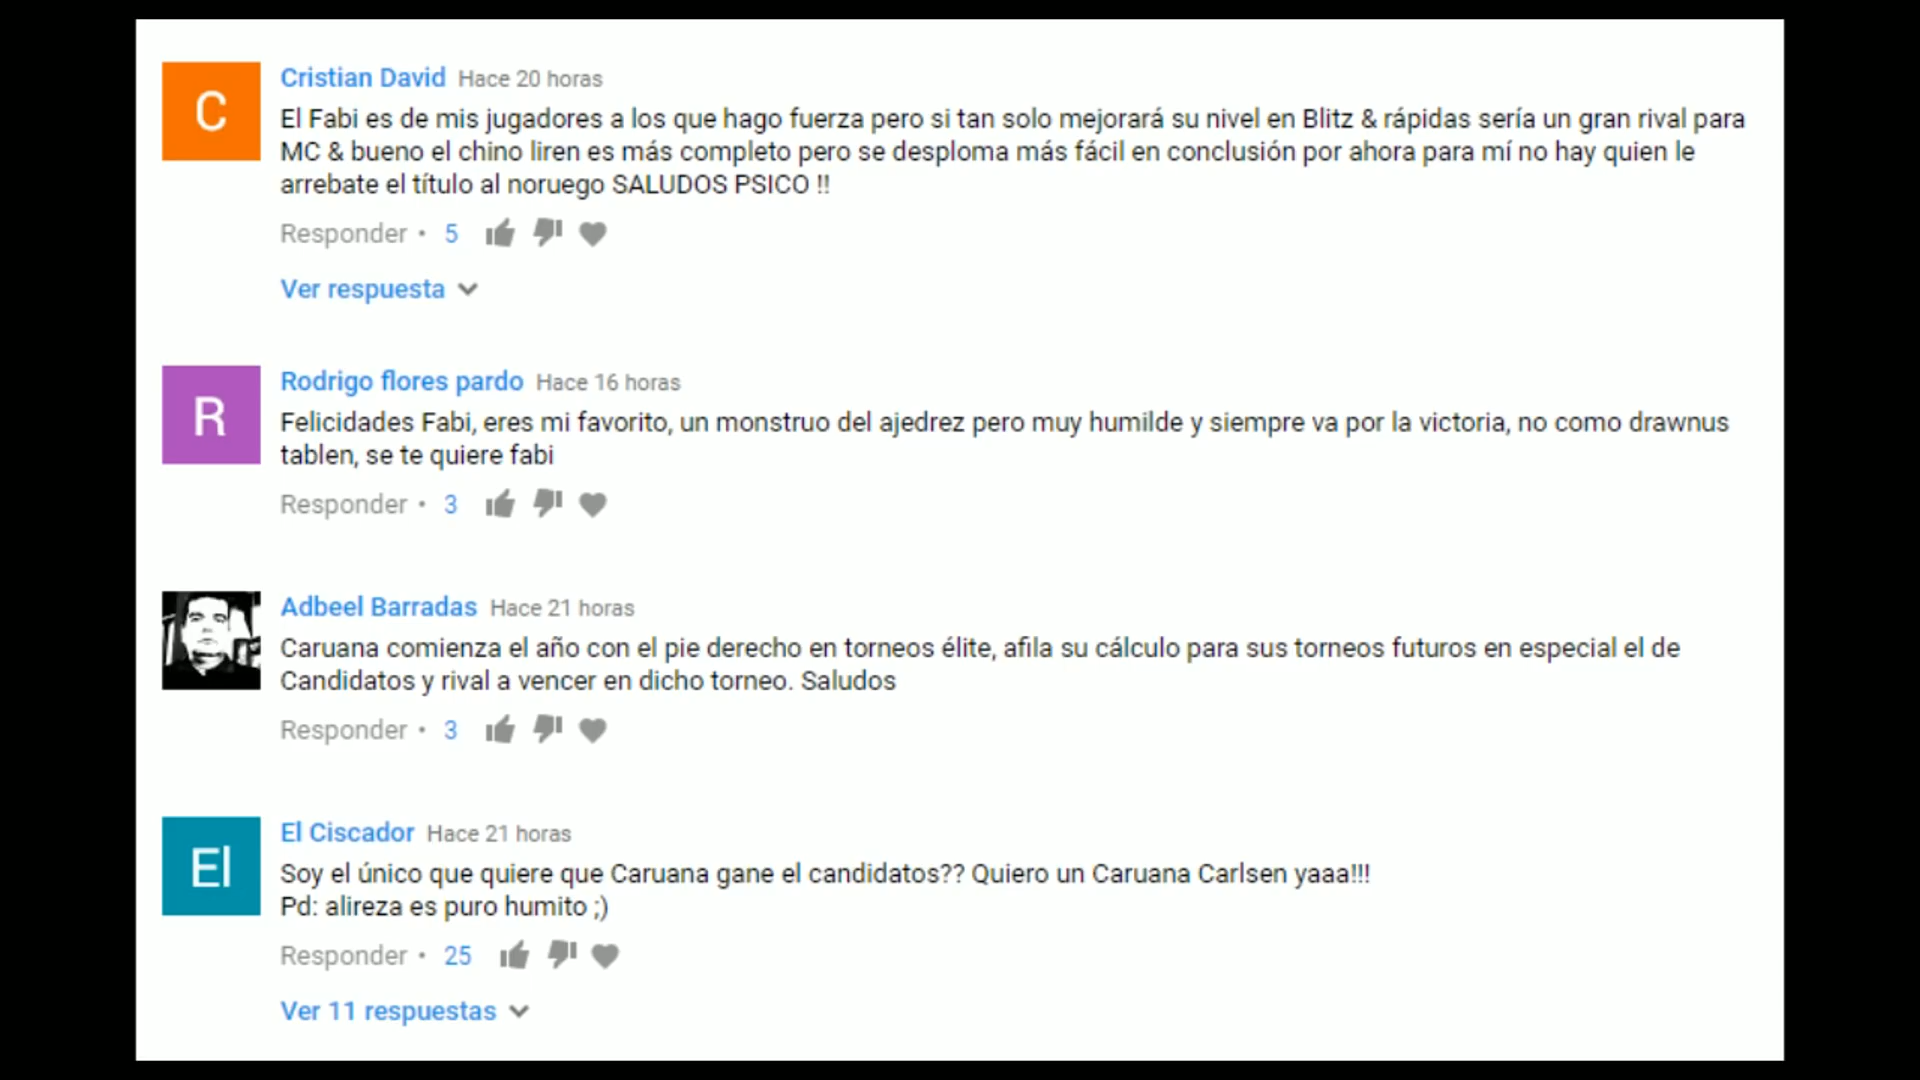 C
Cristian David Hace 20 horas
El Fabi es de mis jugadores a los que hago fuerza pero si tan solo mejorará su nivel en Blitz & rápidas sería un gran rival para
MC & bueno el chino liren es más completo pero se desploma más fácil en conclusión por ahora para mí no hay quien le
arrebate el título al noruego SALUDOS PSICO !!
Responder • 5
Ver respuesta
R
Rodrigo flores pardo Hace 16 horas
Felicidades Fabi, eres mi favorito, un monstruo del ajedrez pero muy humilde y siempre va por la victoria, no como drawnus
tablen, se te quiere fabi
Responder • 3
Adbeel Barradas Hace 21 horas
Caruana comienza el año con el pie derecho en torneos élite, afila su cálculo para sus torneos futuros en especial el de
Candidatos y rival a vencer en dicho torneo. Saludos
Responder • 3
El
El Ciscador Hace 21 horas
Soy el único que quiere que Caruana gane el candidatos?? Quiero un Caruana Carlsen yaaa!!!
Pd: alireza es puro humito ;)
Responder • 25
Ver 11 respuestas